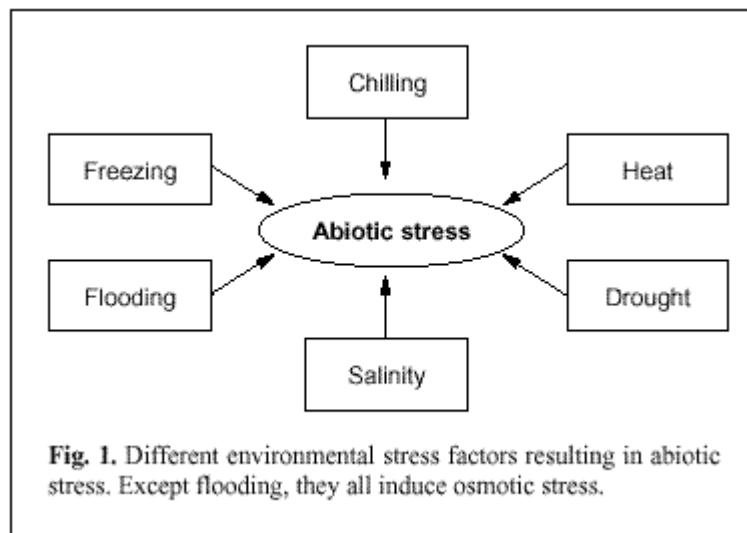 Chilling
Freezing
Heat
Abiotic stress
Flooding
Drought
Salinity
Fig. 1. Different environmental stress factors resulting in abiotic
stress. Except flooding, they all induce osmotic stress.